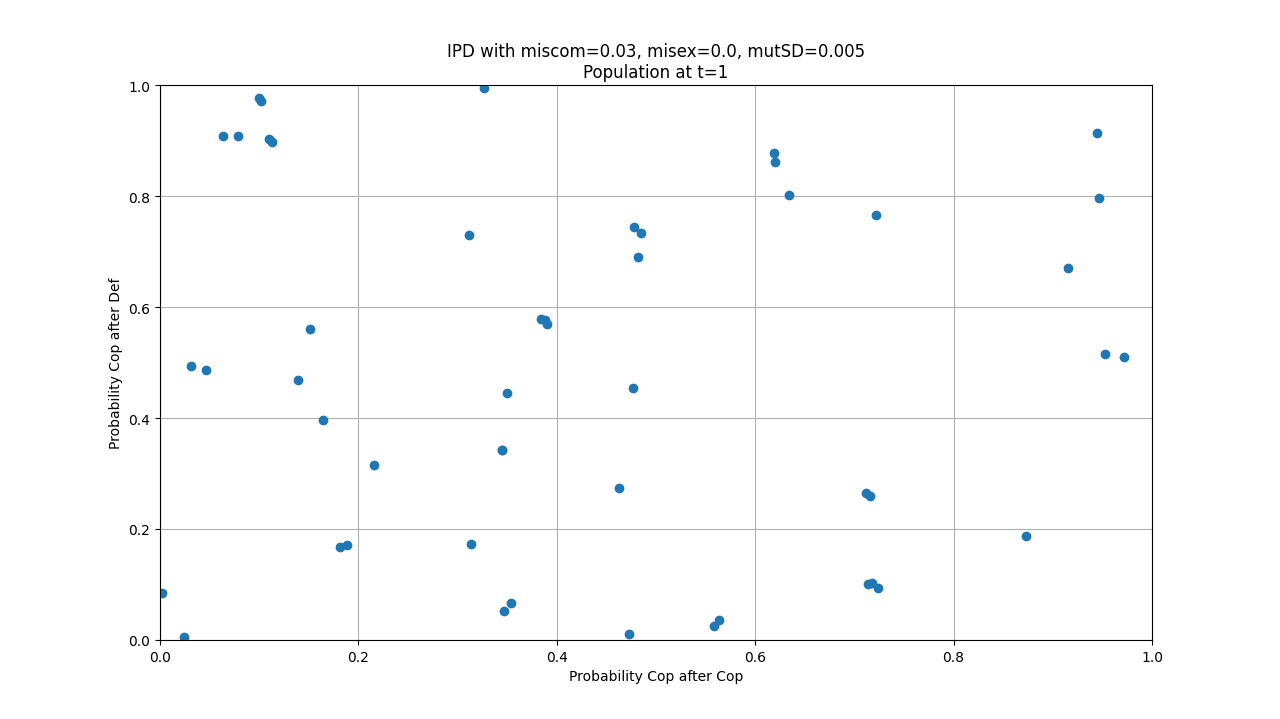 IPD with miscom=0.03, misex=0.0, mutSD=0.005
Population at t=1
1.0
0.8
0.6
0.4
0.2
0.0
Probability Cop after Def
0.0 0.2 0.4 0.6 0.8 1.0
Probability Cop after Cop